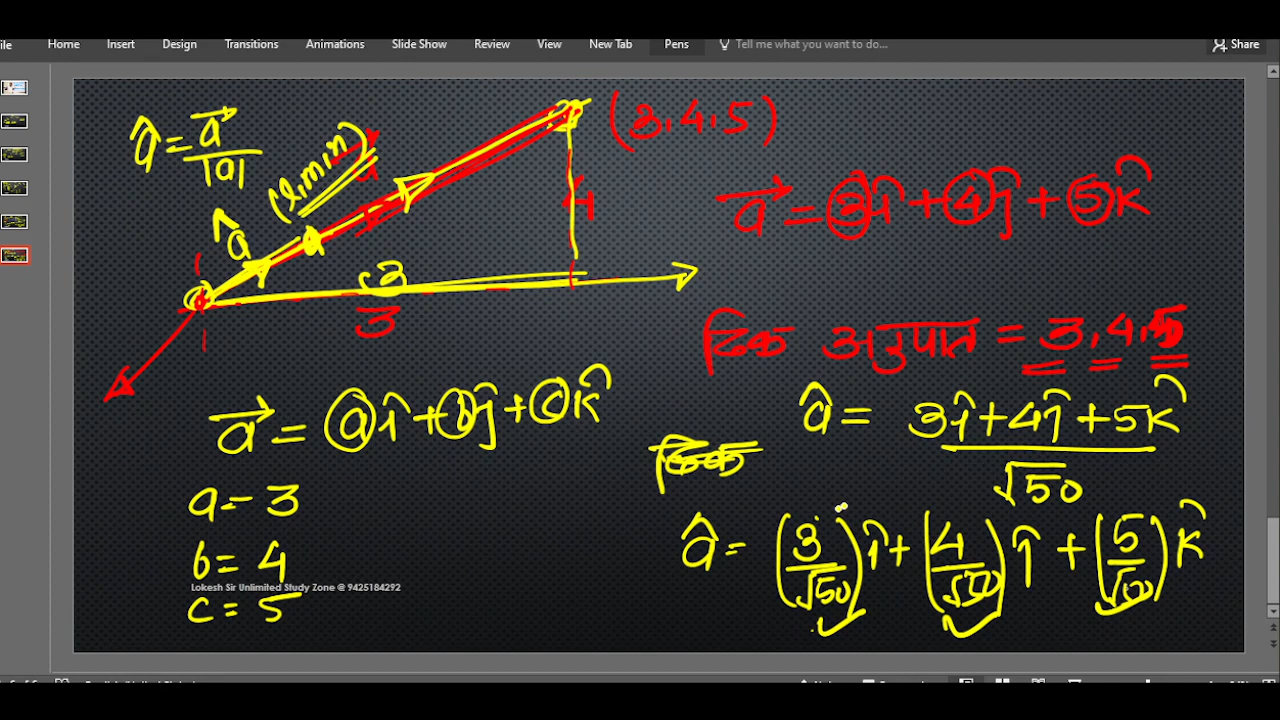 File Home Insert Design Transitions Animations Slide Show Review View New Tab Pens Tell me what you want to do... Share
â = a⃗ / |a|
(l,m,n)
(3,4,5)
a⃗ = 3î + 4ĵ + 5k̂
â
4
3
3
दिक अनुपात = 3,4,5
a⃗ = aî + bĵ + ck̂
â = 3î + 4ĵ + 5k̂ / √50
a = 3
b = 4
Lokesh Sir Unlimited Study Zone @ 9425184292
c = 5
â = (3/√50) î + (4/√50) ĵ + (5/√50) k̂